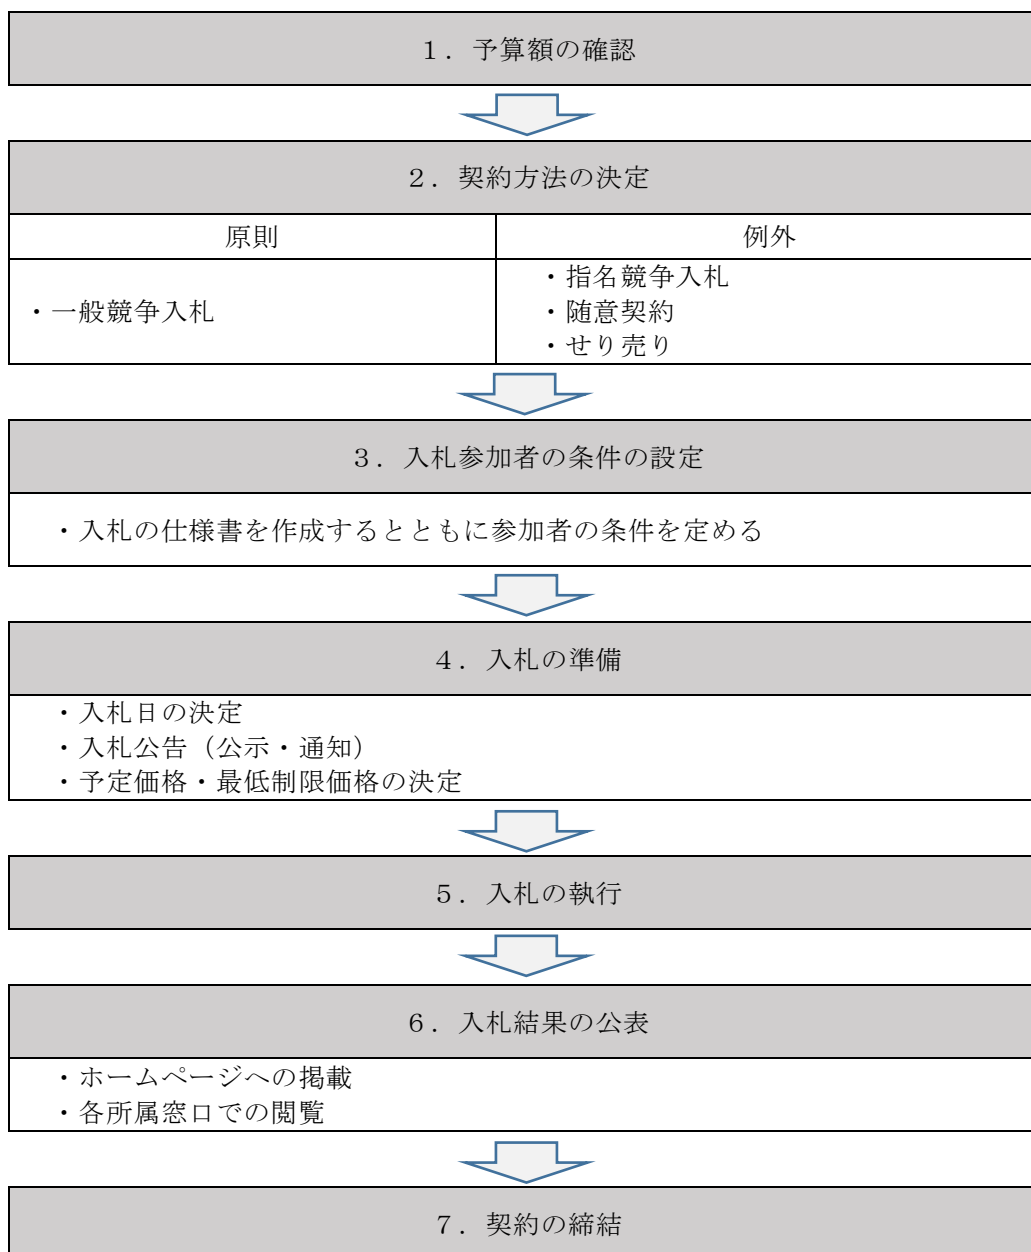 １．予算額の確認
２．契約方法の決定
原則
例外
・一般競争入札
・指名競争入札
・随意契約
・せり売り
３．入札参加者の条件の設定
・入札の仕様書を作成するとともに参加者の条件を定める
４．入札の準備
・入札日の決定
・入札公告（公示・通知）
・予定価格・最低制限価格の決定
５．入札の執行
６．入札結果の公表
・ホームページへの掲載
・各所属窓口での閲覧
７．契約の締結